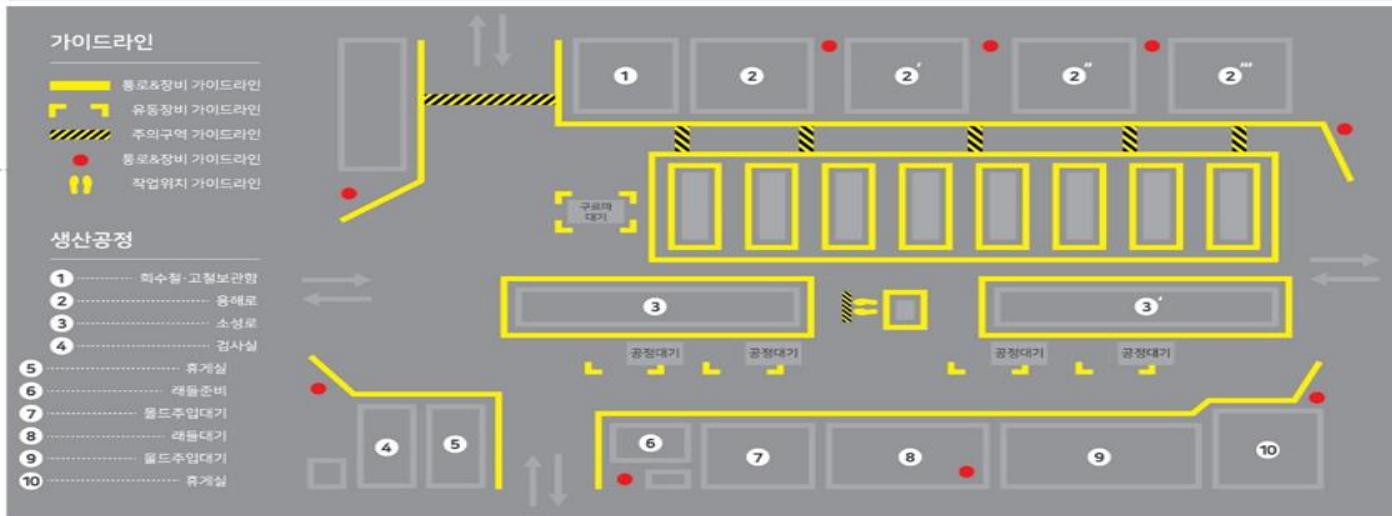 가이드라인
통로&장비 가이드라인
유동장비 가이드라인
주의구역 가이드라인
통로&장비 가이드라인
작업위치 가이드라인
생산공정
1 회수철·고철보관함
2 용해로
3 소성로
4 검사실
5 휴게실
6 래들준비
7 몰드주입대기
8 래들대기
9 몰드주입대기
10 휴게실
1
2
2'
2''
2'''
구르마
대기
3
3'
공정대기
공정대기
공정대기
공정대기
4
5
6
7
8
9
10